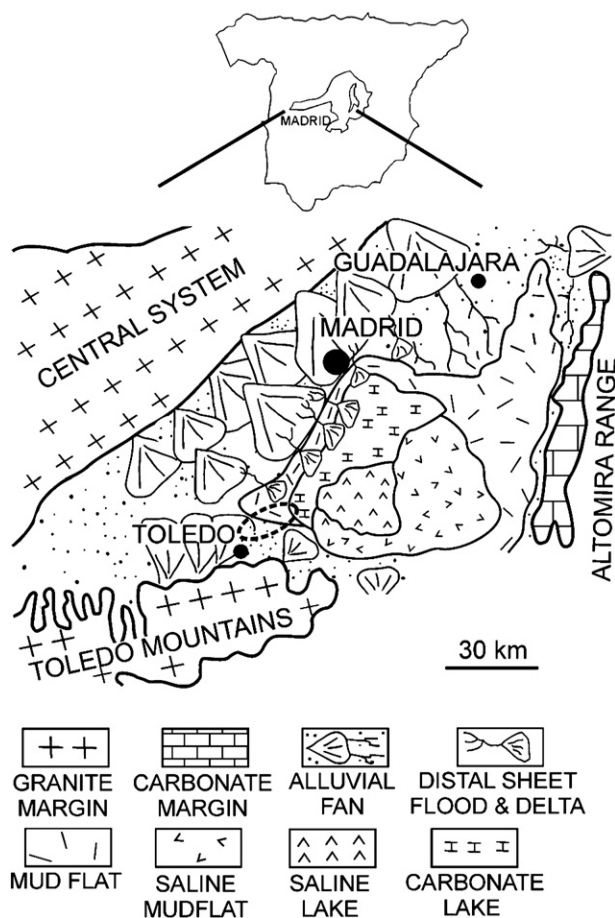 MADRID
GUADALAJARA
CENTRAL SYSTEM
MADRID
ALTOMIRA RANGE
TOLEDO
TOLEDO MOUNTAINS
30 km
GRANITE
MARGIN
CARBONATE
MARGIN
ALLUVIAL
FAN
DISTAL SHEET
FLOOD & DELTA
MUD FLAT
SALINE
MUDFLAT
SALINE
LAKE
CARBONATE
LAKE